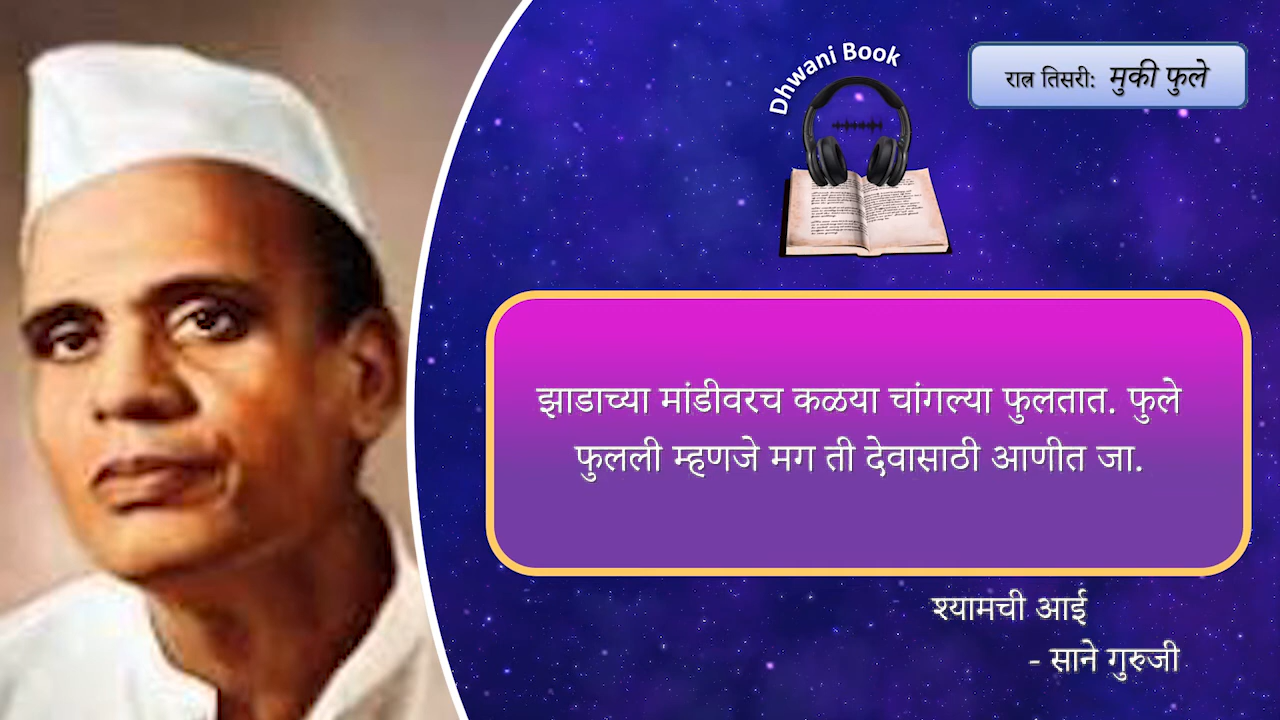 Dhwani Book
रात्र तिसरी: मुकी फुले
झाडाच्या मांडीवरच कळया चांगल्या फुलतात. फुले
फुलली म्हणजे मग ती देवासाठी आणीत जा.
श्यामची आई
- साने गुरुजी